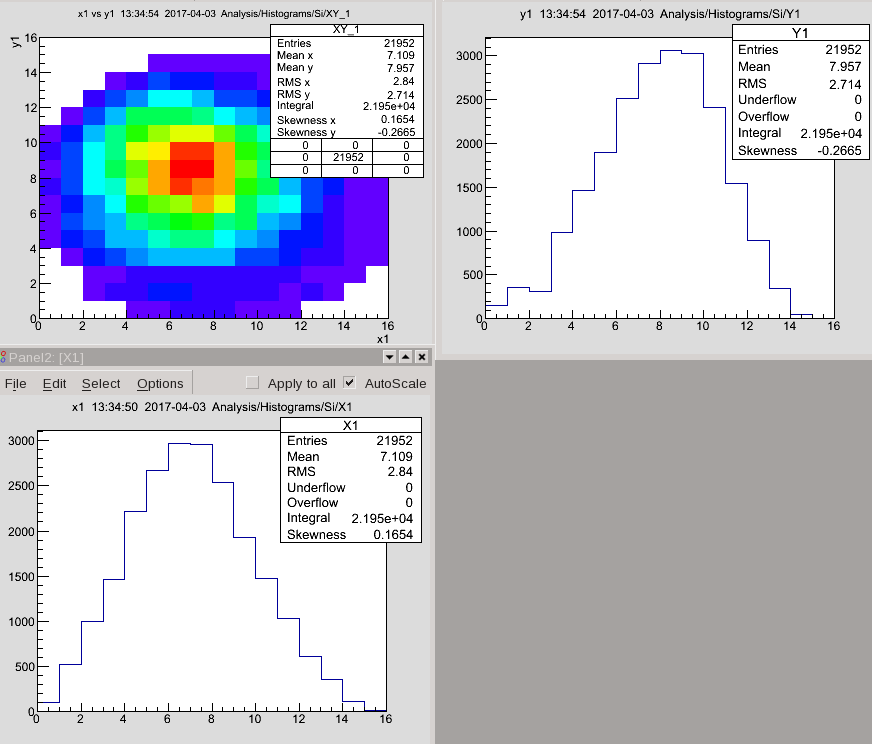 x1 vs y1 13:34:54 2017-04-03 Analysis/Histograms/Si/XY_1
XY_1
Entries 21952
Mean x 7.109
Mean y 7.957
RMS x 2.84
RMS y 2.714
Integral 2.195e+04
Skewness x 0.1654
Skewness y -0.2665
0 0 0
0 21952 0
0 0 0
y1
16
14
12
10
8
6
4
2
0
0 2 4 6 8 10 12 14 16
x1
y1 13:34:54 2017-04-03 Analysis/Histograms/Si/Y1
Y1
Entries 21952
Mean 7.957
RMS 2.714
Underflow 0
Overflow 0
Integral 2.195e+04
Skewness -0.2665
3000
2500
2000
1500
1000
500
0
0 2 4 6 8 10 12 14 16
Panel2: [X1]
File Edit Select Options Apply to all AutoScale
x1 13:34:50 2017-04-03 Analysis/Histograms/Si/X1
X1
Entries 21952
Mean 7.109
RMS 2.84
Underflow 0
Overflow 0
Integral 2.195e+04
Skewness 0.1654
3000
2500
2000
1500
1000
500
0
0 2 4 6 8 10 12 14 16